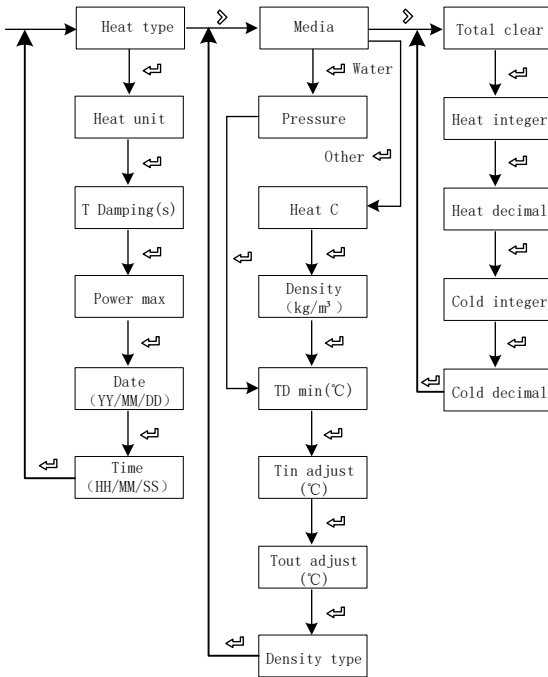 Heat type
Heat unit
T Damping(s)
Power max
Date
（YY/MM/DD）
Time
（HH/MM/SS）
Media
Water
Pressure
Other
Heat C
Density
（kg/m³）
TD min(℃)
Tin adjust
(℃)
Tout adjust
(℃)
Density type
Total clear
Heat integer
Heat decimal
Cold integer
Cold decimal